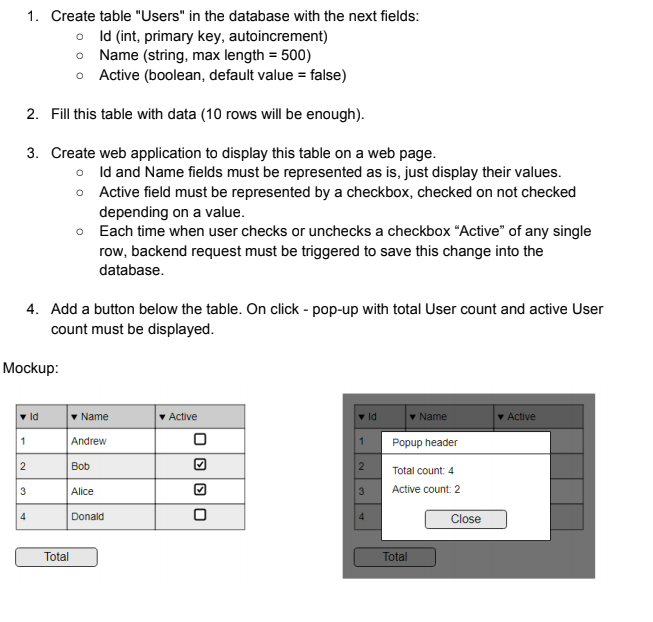 1. Create table "Users" in the database with the next fields:
○ Id (int, primary key, autoincrement)
○ Name (string, max length = 500)
○ Active (boolean, default value = false)
2. Fill this table with data (10 rows will be enough).
3. Create web application to display this table on a web page.
○ Id and Name fields must be represented as is, just display their values.
○ Active field must be represented by a checkbox, checked on not checked
depending on a value.
○ Each time when user checks or unchecks a checkbox “Active” of any single
row, backend request must be triggered to save this change into the
database.
4. Add a button below the table. On click - pop-up with total User count and active User
count must be displayed.
Mockup:
▼ Id ▼ Name ▼ Active
1 Andrew
2 Bob
3 Alice
4 Donald
Total
▼ Id ▼ Name ▼ Active
1
2
3
4
Popup header
Total count: 4
Active count: 2
Close
Total